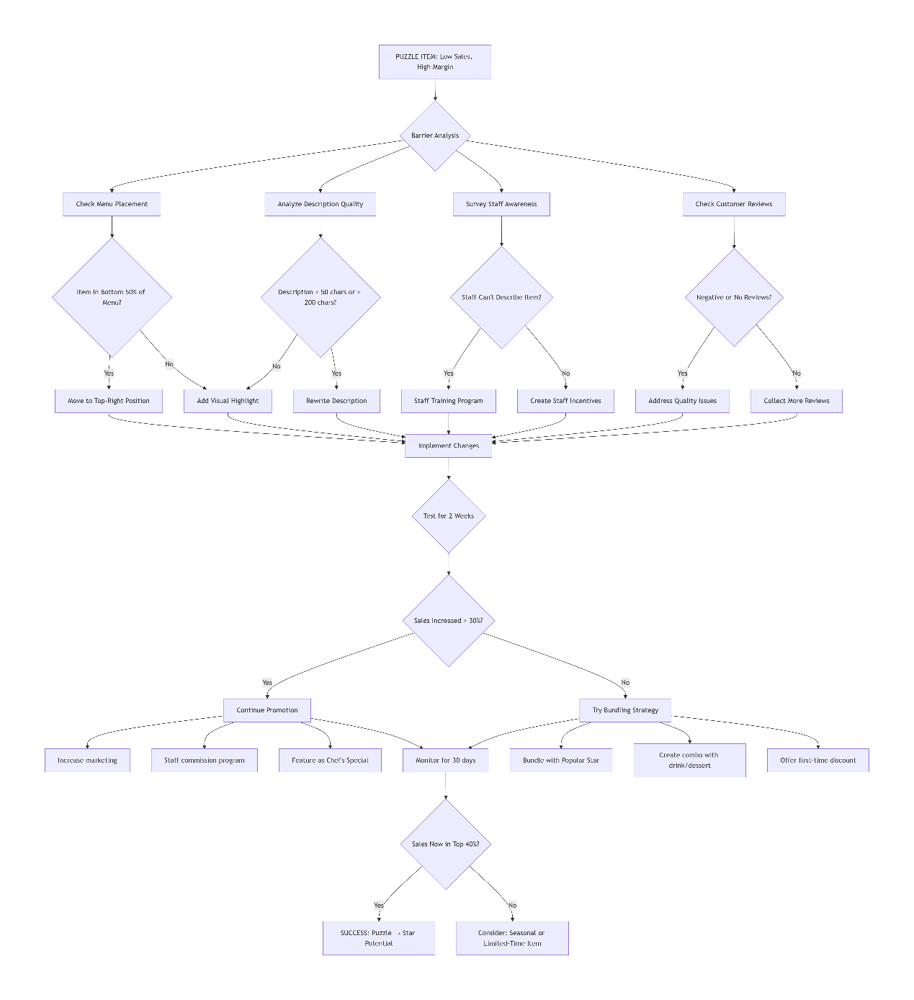 PUZZLE ITEM: Low Sales,
High Margin
Barrier Analysis
Check Menu Placement
Analyze Description Quality
Survey Staff Awareness
Check Customer Reviews
Item in Bottom 50% of
Menu?
Description < 50 chars or >
200 chars?
Staff Can't Describe Item?
Negative or No Reviews?
Yes
No
No
Yes
Yes
No
Yes
No
Move to Top-Right Position
Add Visual Highlight
Rewrite Description
Staff Training Program
Create Staff Incentives
Address Quality Issues
Collect More Reviews
Implement Changes
Test for 2 Weeks
Sales Increased > 30%?
Yes
No
Continue Promotion
Try Bundling Strategy
Increase marketing
Staff commission program
Feature as Chef's Special
Monitor for 30 days
Bundle with Popular Star
Create combo with
drink/dessert
Offer first-time discount
Sales Now in Top 40%?
Yes
No
SUCCESS: Puzzle → Star
Potential
Consider: Seasonal or
Limited-Time Item